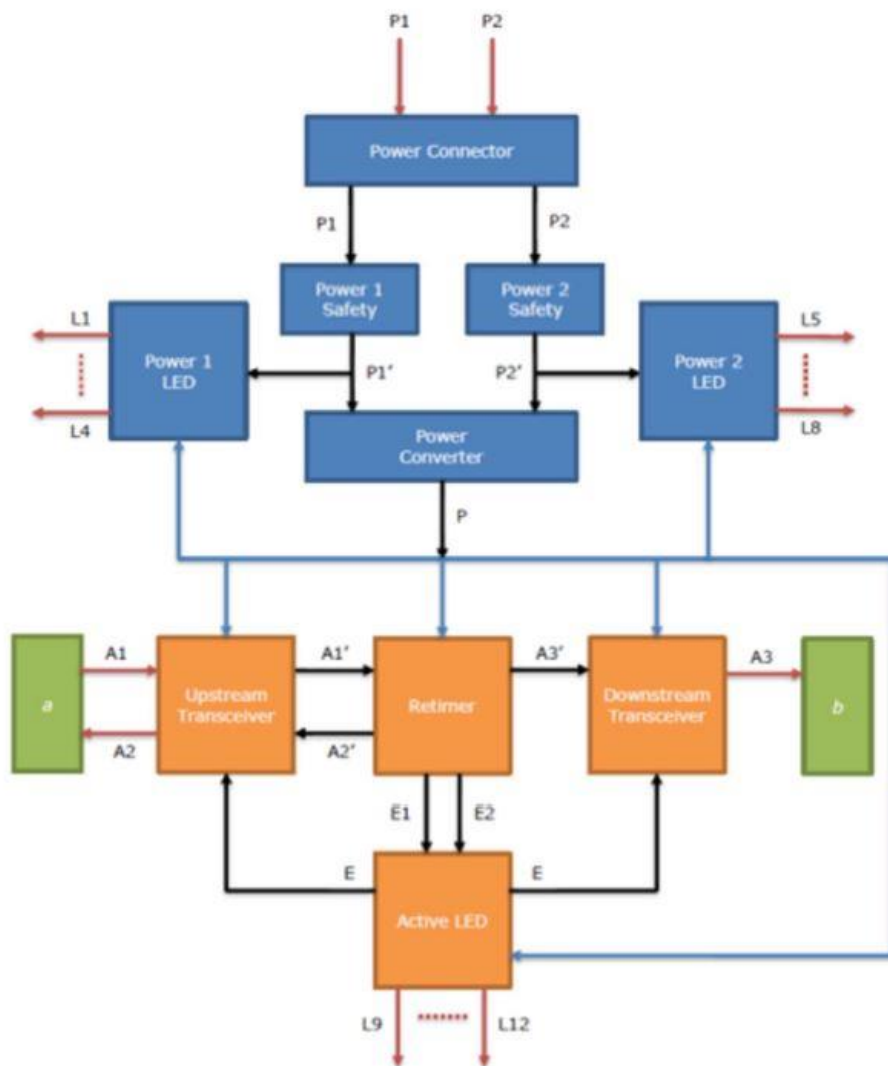 P1
P2
Power Connector
P1
P2
Power 1
Safety
Power 2
Safety
L1
L4
Power 1
LED
P1’
P2’
Power 2
LED
L5
L8
Power
Converter
P
a
A1
A2
Upstream
Transceiver
A1’
A2’
Retimer
A3’
Downstream
Transceiver
A3
b
E1
E2
E
E
Active LED
L9
L12